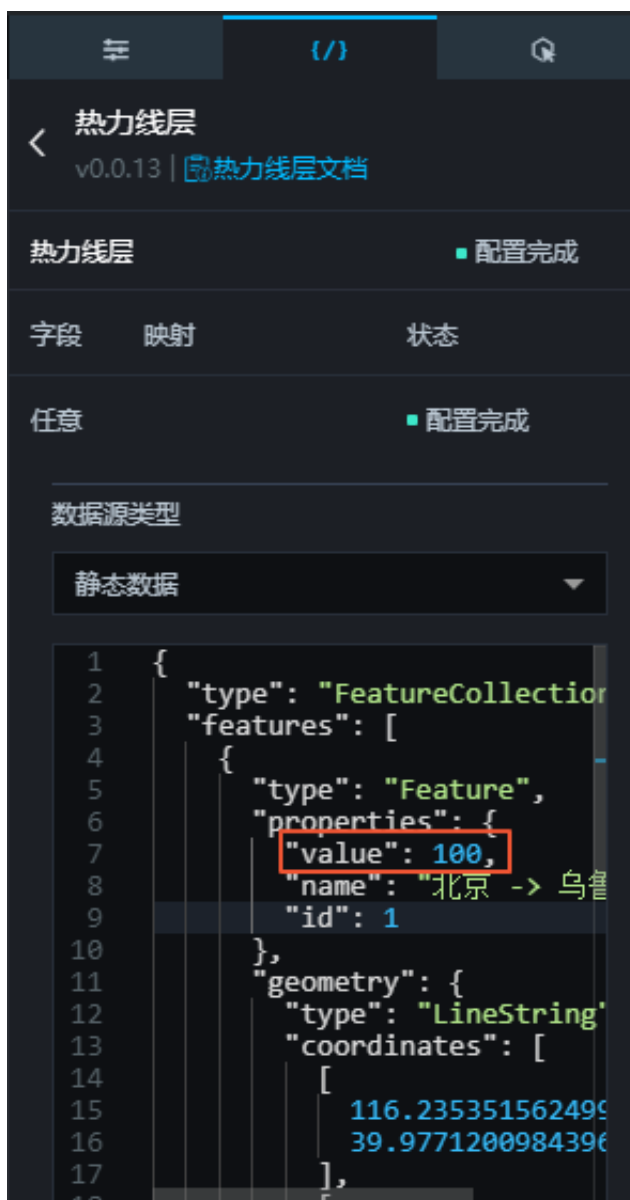 {/}
热力线层
v0.0.13 | 热力线层文档
热力线层 配置完成
字段 映射 状态
任意 配置完成
数据源类型
静态数据
1 {
2 "type": "FeatureCollection
3 "features": [
4 {
5 "type": "Feature",
6 "properties": {
7 "value": 100,
8 "name": "北京 -> 乌鲁
9 "id": 1
10 },
11 "geometry": {
12 "type": "LineString"
13 "coordinates": [
14 [
15 116.235351562499
16 39.9771200984396
17 ],